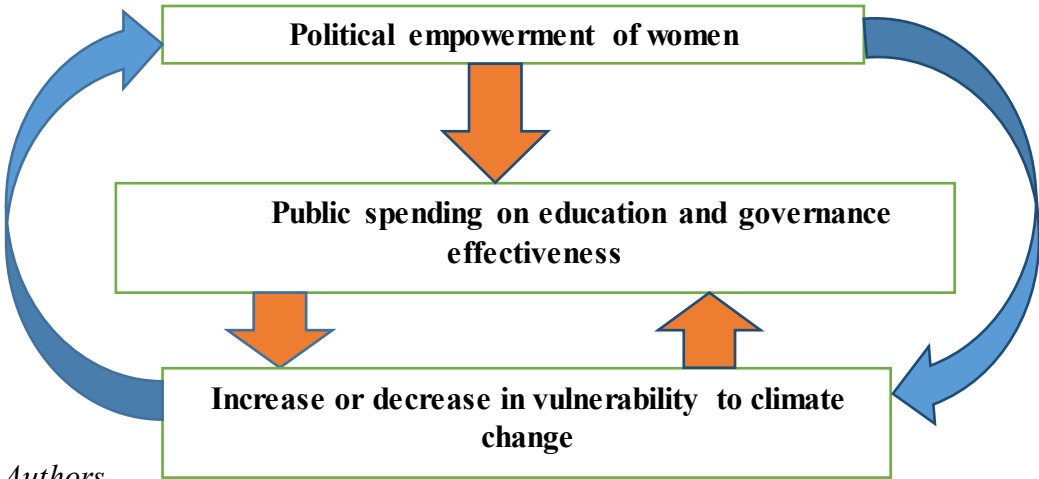 Political empowerment of women
Public spending on education and governance
effectiveness
Increase or decrease in vulnerability to climate
change
Authors